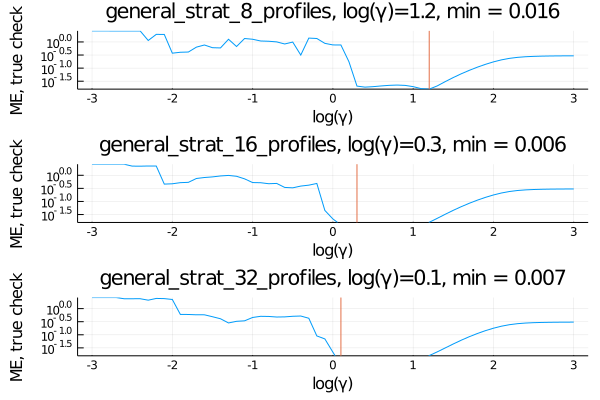 general_strat_8_profiles, log(γ)=1.2, min = 0.016
ME, true check
10^0.0
10^-0.5
10^-1.0
10^-1.5
-3 -2 -1 0 1 2 3
log(γ)
general_strat_16_profiles, log(γ)=0.3, min = 0.006
ME, true check
10^0.0
10^-0.5
10^-1.0
10^-1.5
-3 -2 -1 0 1 2 3
log(γ)
general_strat_32_profiles, log(γ)=0.1, min = 0.007
ME, true check
10^0.0
10^-0.5
10^-1.0
10^-1.5
-3 -2 -1 0 1 2 3
log(γ)